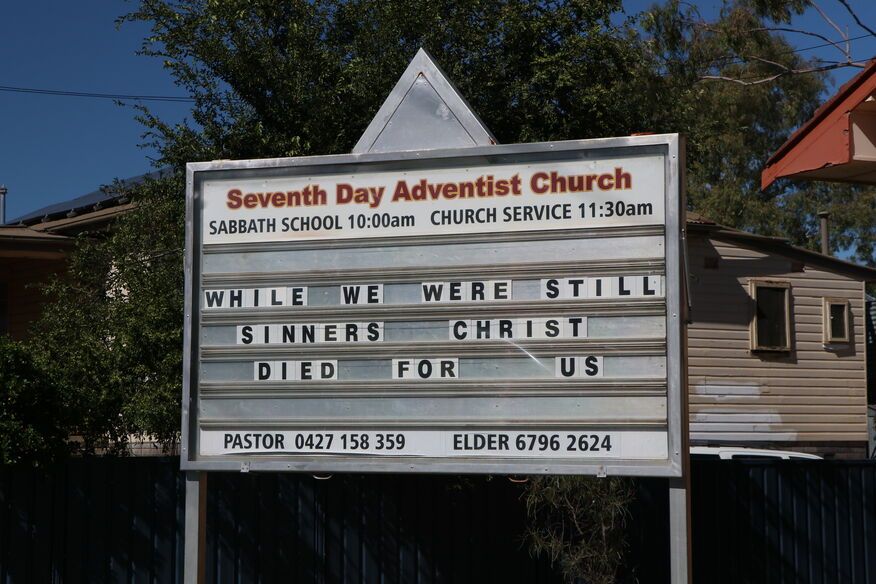 Seventh Day Adventist Church
SABBATH SCHOOL 10:00am CHURCH SERVICE 11:30am
WHILE WE WERE STILL
SINNERS CHRIST
DIED FOR US
PASTOR 0427 158 359 ELDER 6796 2624